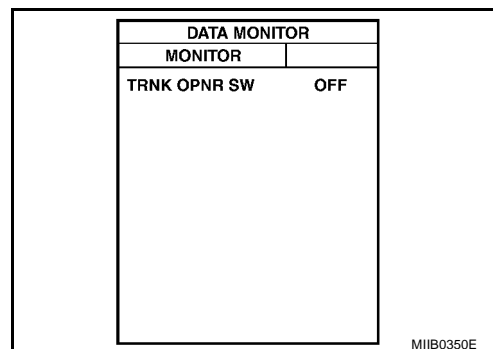 DATA MONITOR
MONITOR
TRNK OPNR SW OFF
MIIB0350E